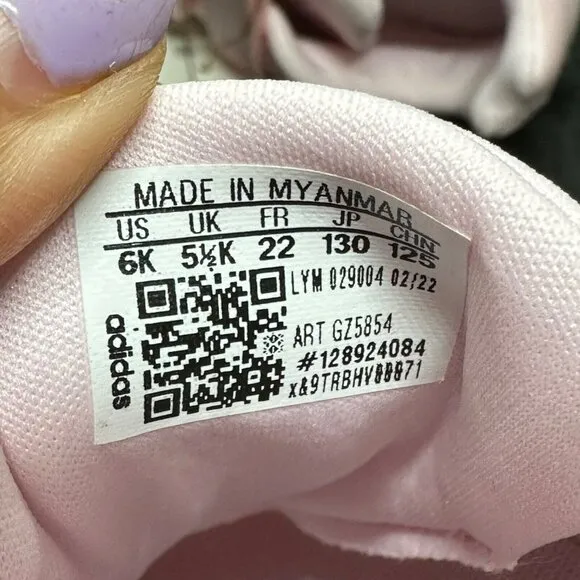 MADE IN MYANMAR
US UK FR JP CHN
6K 5½K 22 130 125
LYM 029004 02/22
adidas
ART GZ5854
#128924084